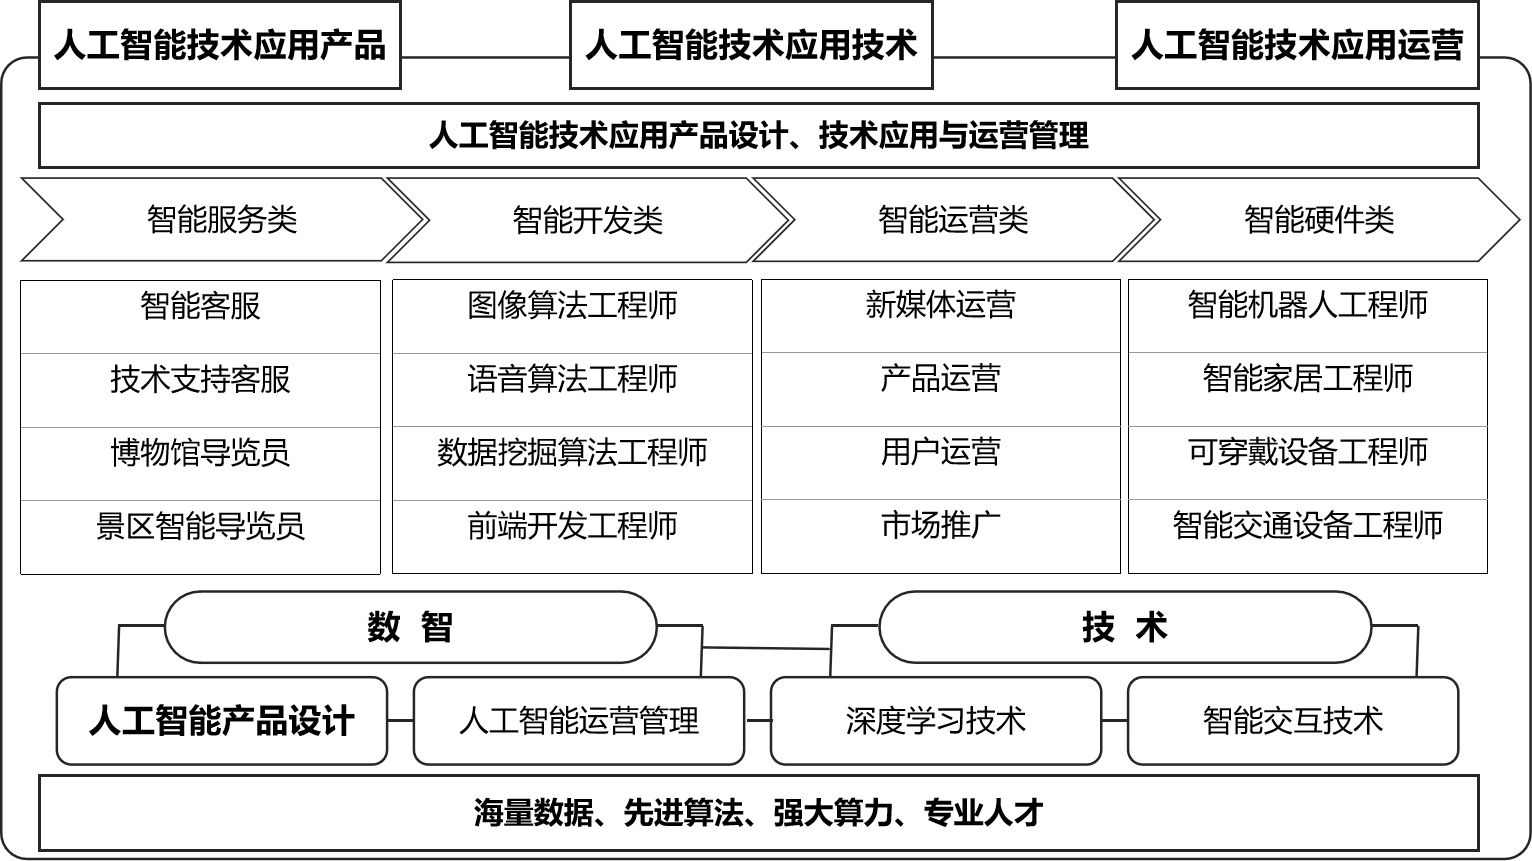 人工智能技术应用产品
人工智能技术应用技术
人工智能技术应用运营
人工智能技术应用产品设计、技术应用与运营管理
智能服务类
智能开发类
智能运营类
智能硬件类
智能客服
图像算法工程师
新媒体运营
智能机器人工程师
技术支持客服
语音算法工程师
产品运营
智能家居工程师
博物馆导览员
数据挖掘算法工程师
用户运营
可穿戴设备工程师
景区智能导览员
前端开发工程师
市场推广
智能交通设备工程师
数 智
技 术
人工智能产品设计
人工智能运营管理
深度学习技术
智能交互技术
海量数据、先进算法、强大算力、专业人才